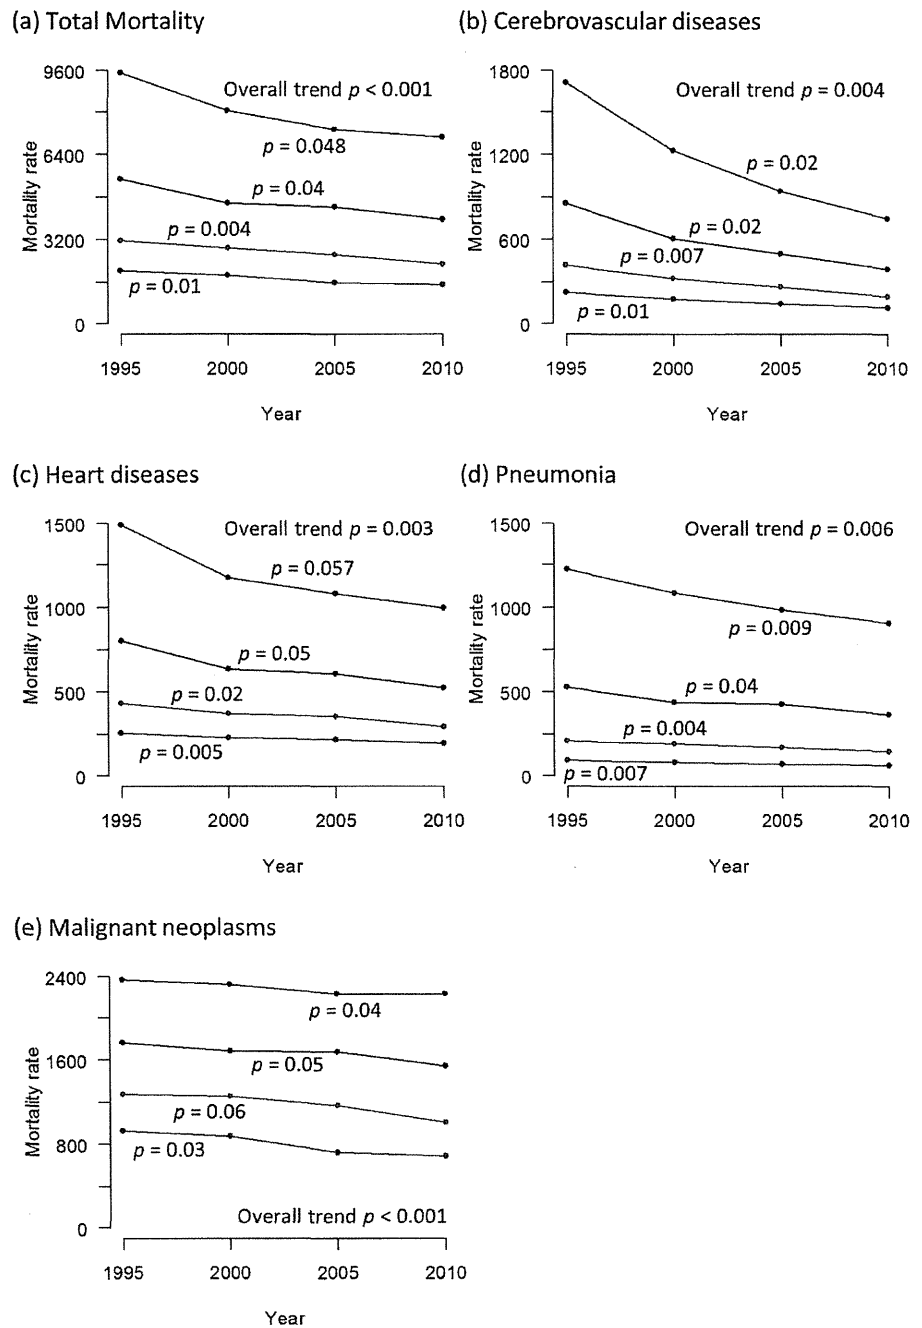 (a) Total Mortality
9600
6400
3200
0
Mortality rate
Overall trend p < 0.001
p = 0.048
p = 0.04
p = 0.004
p = 0.01
1995 2000 2005 2010
Year
(b) Cerebrovascular diseases
1800
1200
600
0
Mortality rate
Overall trend p = 0.004
p = 0.02
p = 0.02
p = 0.007
p = 0.01
1995 2000 2005 2010
Year
(c) Heart diseases
1500
1000
500
0
Mortality rate
Overall trend p = 0.003
p = 0.057
p = 0.05
p = 0.02
p = 0.005
1995 2000 2005 2010
Year
(d) Pneumonia
1500
1000
500
0
Mortality rate
Overall trend p = 0.006
p = 0.009
p = 0.04
p = 0.004
p = 0.007
1995 2000 2005 2010
Year
(e) Malignant neoplasms
2400
1600
800
0
Mortality rate
p = 0.04
p = 0.05
p = 0.06
p = 0.03
Overall trend p < 0.001
1995 2000 2005 2010
Year